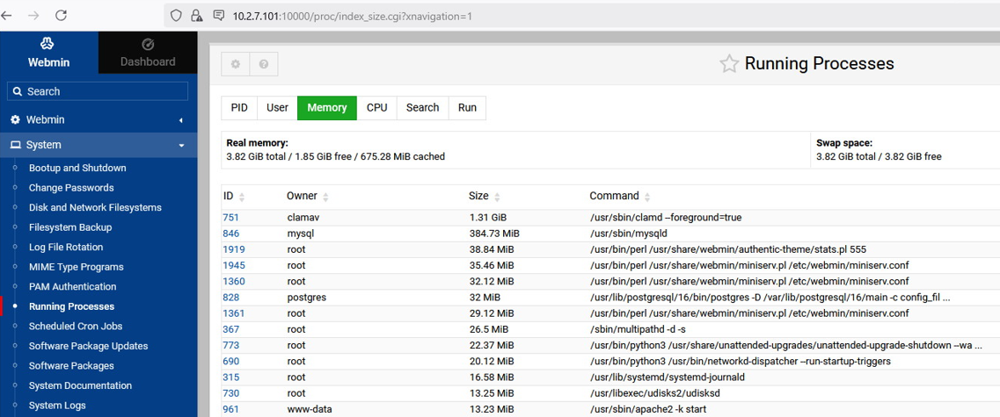 10.2.7.101:10000/proc/index_size.cgi?xnavigation=1
Webmin
Dashboard
Search
Webmin
System
Bootup and Shutdown
Change Passwords
Disk and Network Filesystems
Filesystem Backup
Log File Rotation
MIME Type Programs
PAM Authentication
Running Processes
Scheduled Cron Jobs
Software Package Updates
Software Packages
System Documentation
System Logs
Running Processes
PID User Memory CPU Search Run
Real memory:
3.82 GiB total / 1.85 GiB free / 675.28 MiB cached
Swap space:
3.82 GiB total / 3.82 GiB free
ID Owner Size Command
751 clamav 1.31 GiB /usr/sbin/clamd --foreground=true
846 mysql 384.73 MiB /usr/sbin/mysqld
1919 root 38.84 MiB /usr/bin/perl /usr/share/webmin/authentic-theme/stats.pl 555
1945 root 35.46 MiB /usr/bin/perl /usr/share/webmin/miniserv.pl /etc/webmin/miniserv.conf
1360 root 32.12 MiB /usr/bin/perl /usr/share/webmin/miniserv.pl /etc/webmin/miniserv.conf
828 postgres 32 MiB /usr/lib/postgresql/16/bin/postgres -D /var/lib/postgresql/16/main -c config_fil ...
1361 root 29.12 MiB /usr/bin/perl /usr/share/webmin/miniserv.pl /etc/webmin/miniserv.conf
367 root 26.5 MiB /sbin/multipathd -d -s
773 root 22.37 MiB /usr/bin/python3 /usr/share/unattended-upgrades/unattended-upgrade-shutdown --wa ...
690 root 20.12 MiB /usr/bin/python3 /usr/bin/networkd-dispatcher --run-startup-triggers
315 root 16.58 MiB /usr/lib/systemd/systemd-journald
730 root 13.25 MiB /usr/libexec/udisks2/udisksd
961 www-data 13.23 MiB /usr/sbin/apache2 -k start